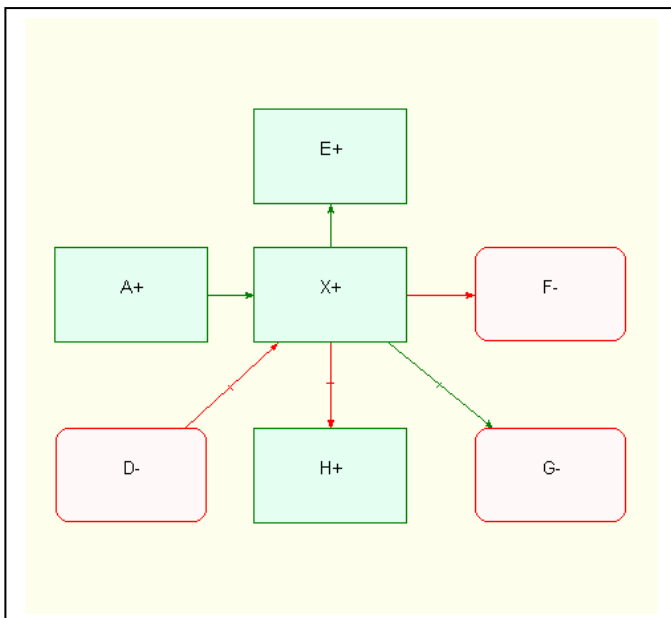 E+
A+
X+
F-
D-
H+
G-